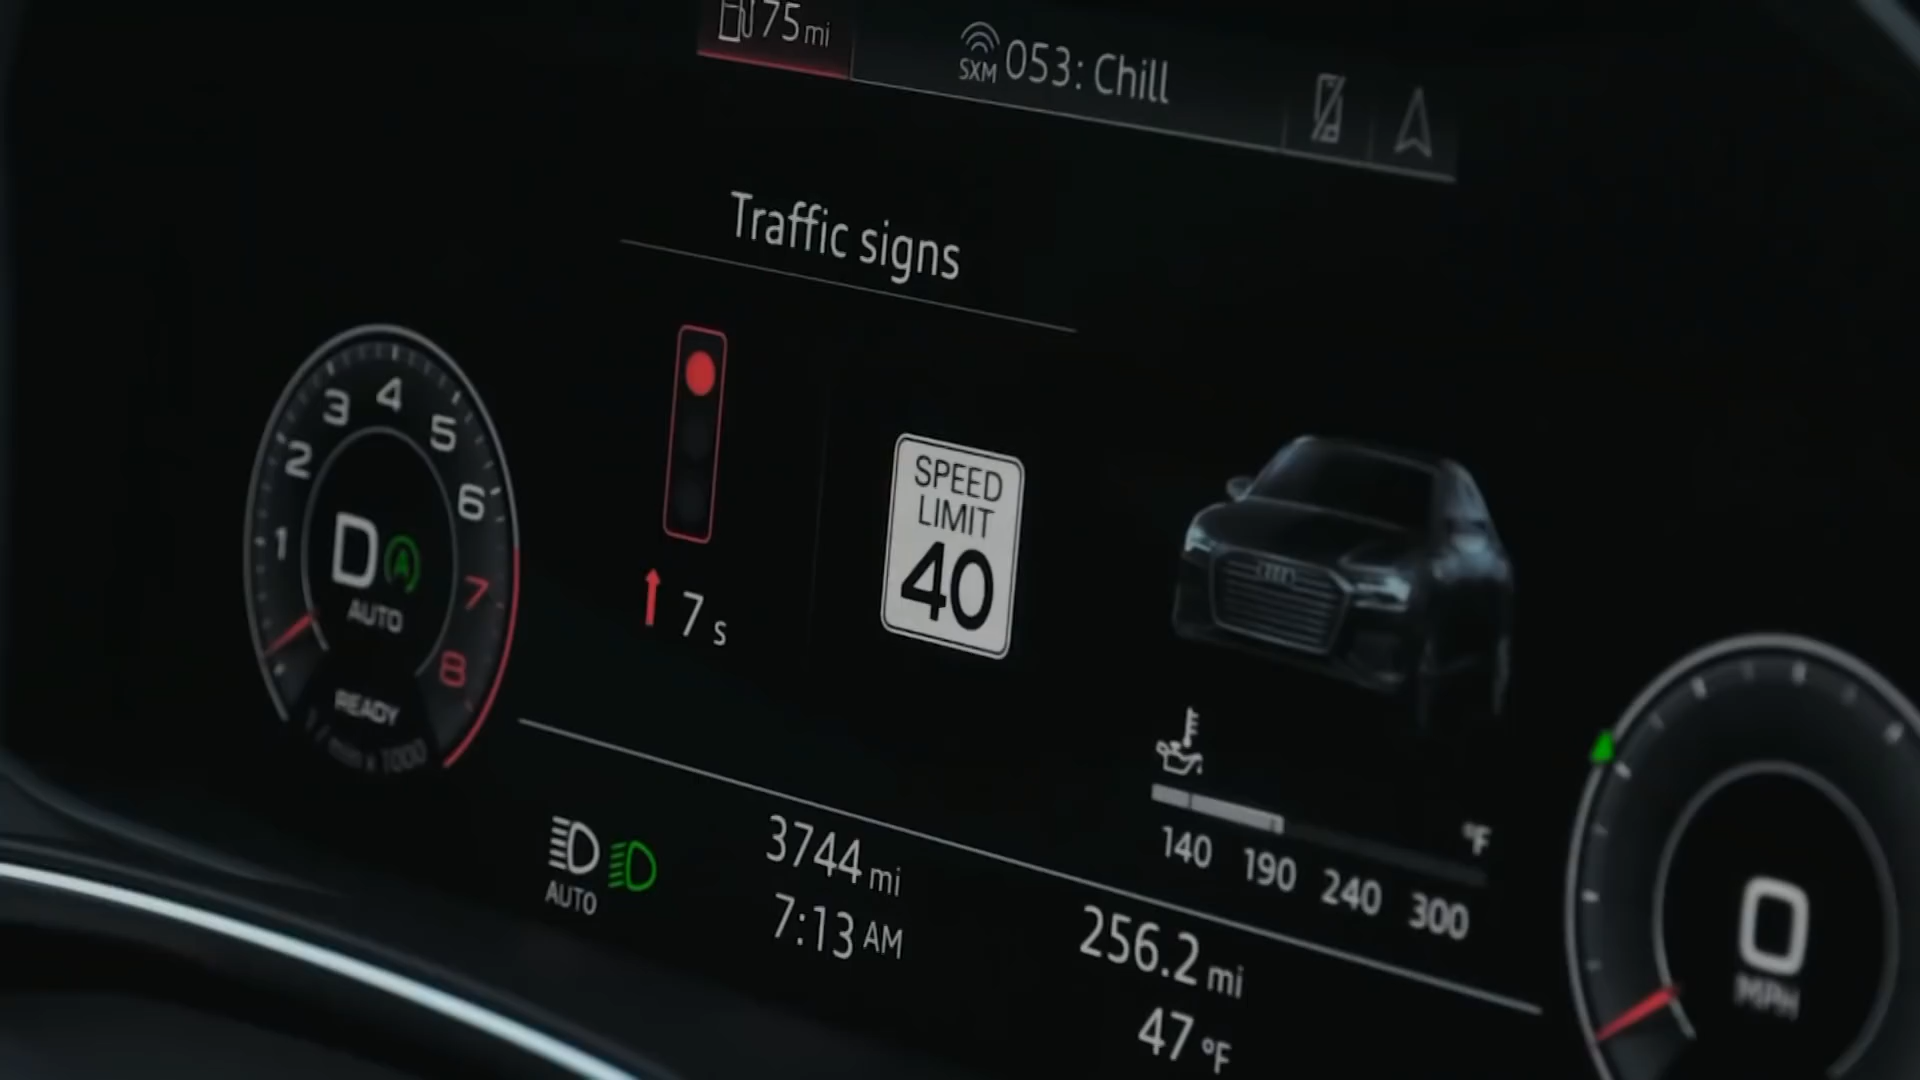 75 mi
SXM 053: Chill
Traffic signs
1 2 3 4 5 6 7 8
D A
AUTO
READY
1 / min x 1000
7 s
SPEED
LIMIT
40
°F
140 190 240 300
0
MPH
AUTO
3744 mi
7:13 AM
256.2 mi
47 °F